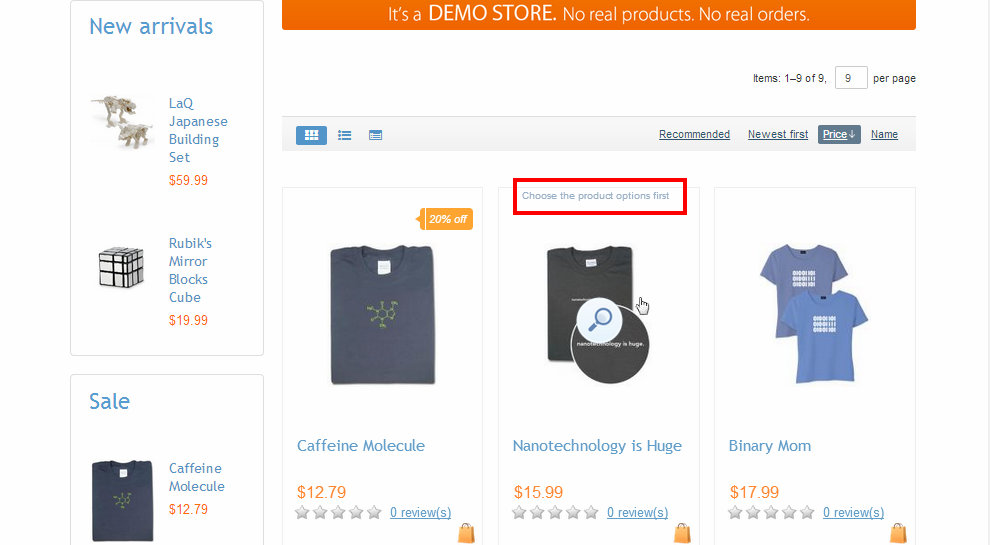 It's a DEMO STORE. No real products. No real orders.
New arrivals
LaQ
Japanese
Building
Set
$59.99
Rubik's
Mirror
Blocks
Cube
$19.99
Sale
Caffeine
Molecule
$12.79
Items: 1–9 of 9, 9 per page
Recommended Newest first Price↓ Name
Choose the product options first
20% off
nanotechnology is huge.
01001101
01001111
01001101
Caffeine Molecule
$12.79
0 review(s)
Nanotechnology is Huge
$15.99
0 review(s)
Binary Mom
$17.99
0 review(s)